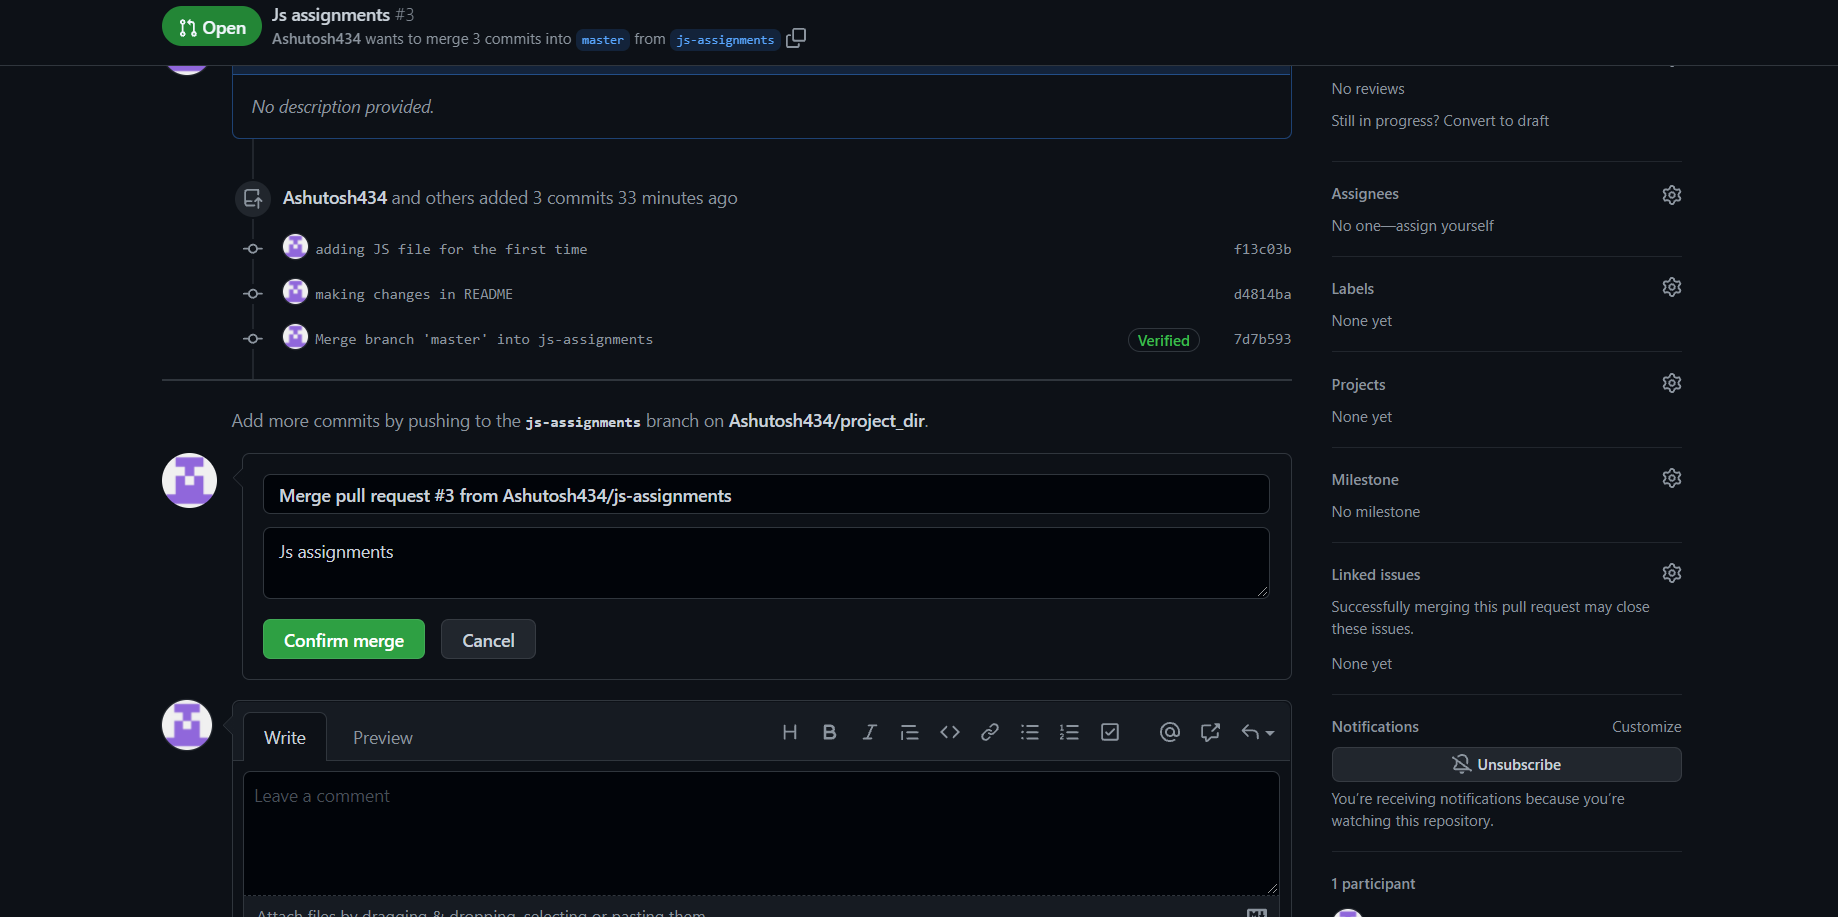 Open
Js assignments #3
Ashutosh434 wants to merge 3 commits into master from js-assignments
No description provided.
Ashutosh434 and others added 3 commits 33 minutes ago
adding JS file for the first time f13c03b
making changes in README d4814ba
Merge branch 'master' into js-assignments Verified 7d7b593
Add more commits by pushing to the js-assignments branch on Ashutosh434/project_dir.
Merge pull request #3 from Ashutosh434/js-assignments
Js assignments
Confirm merge Cancel
Write Preview
Leave a comment
Attach files by dragging & dropping, selecting or pasting them.
No reviews
Still in progress? Convert to draft
Assignees
No one—assign yourself
Labels
None yet
Projects
None yet
Milestone
No milestone
Linked issues
Successfully merging this pull request may close
these issues.
None yet
Notifications Customize
Unsubscribe
You're receiving notifications because you're
watching this repository.
1 participant